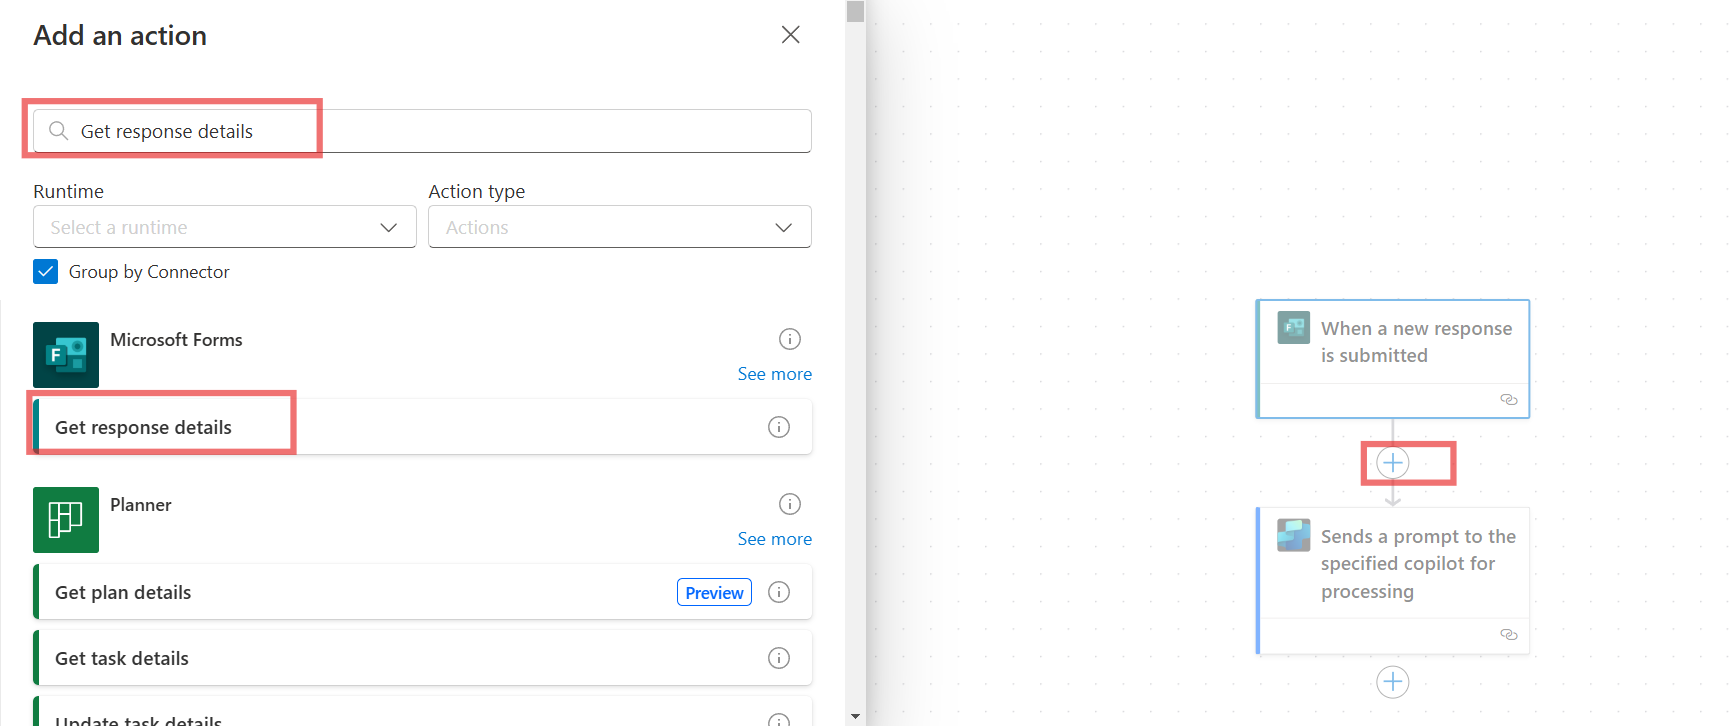 Add an action
Get response details
Runtime
Action type
Select a runtime
Actions
Group by Connector
Microsoft Forms
See more
Get response details
Planner
See more
Get plan details
Preview
Get task details
Update task details
When a new response
is submitted
Sends a prompt to the
specified copilot for
processing